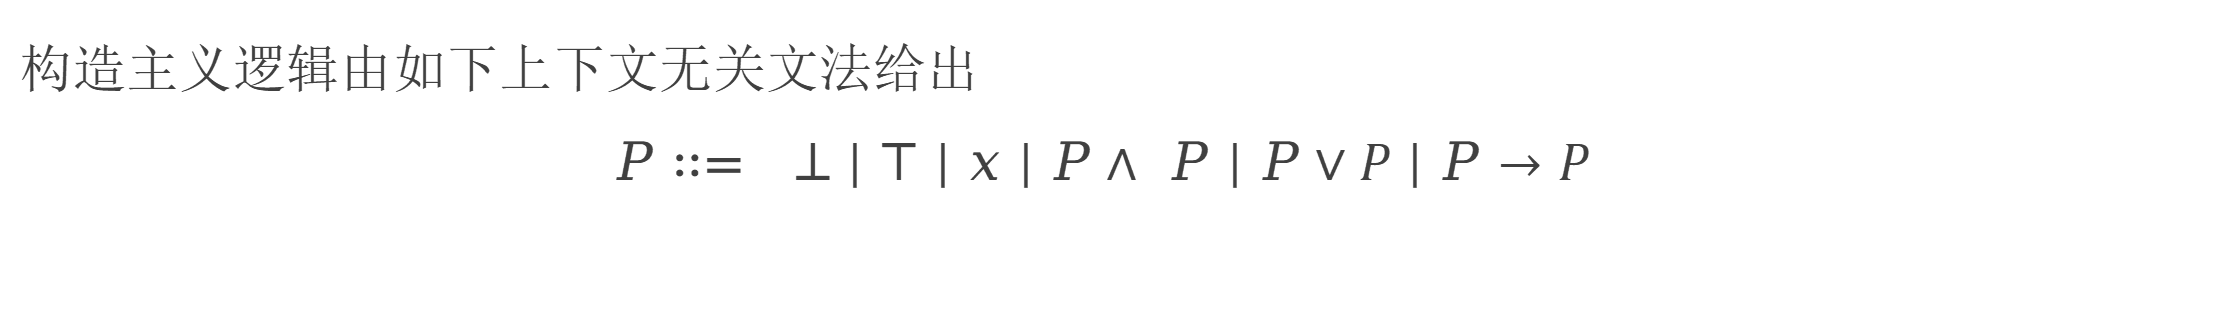 构造主义逻辑由如下上下文无关文法给出
P ::= ⊥ | ⊤ | x | P ∧ P | P ∨ P | P → P